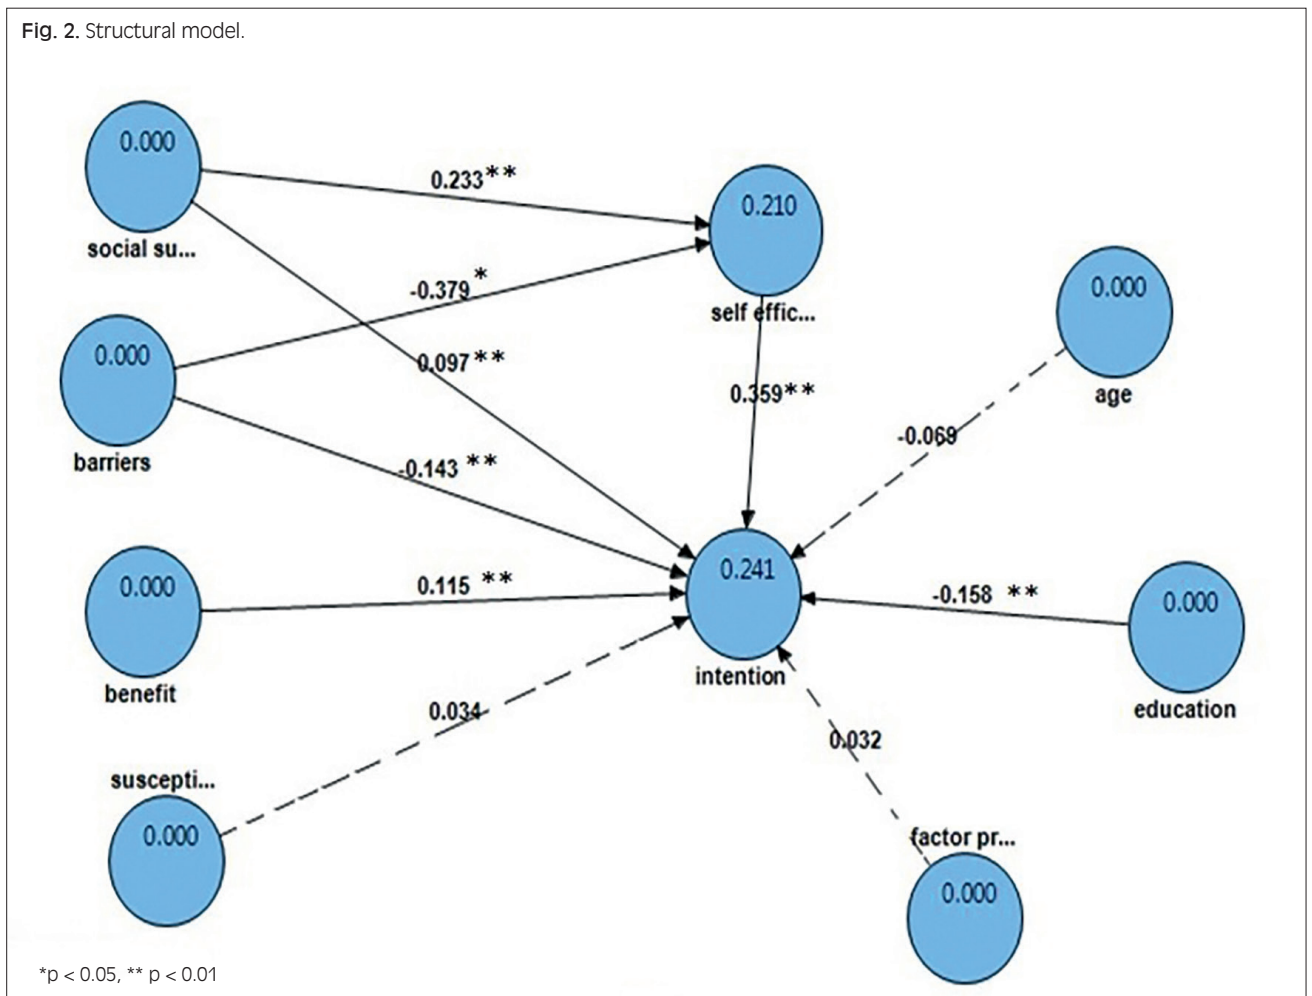 Fig. 2. Structural model.
0.000
social su...
0.233**
0.210
self effic...
0.000
age
-0.379*
0.000
barriers
0.097**
0.359**
-0.069
-0.143 **
0.000
benefit
0.115 **
0.241
intention
-0.158 **
0.000
education
0.034
0.032
suscepti...
0.000
factor pr...
0.000
*p < 0.05, ** p < 0.01